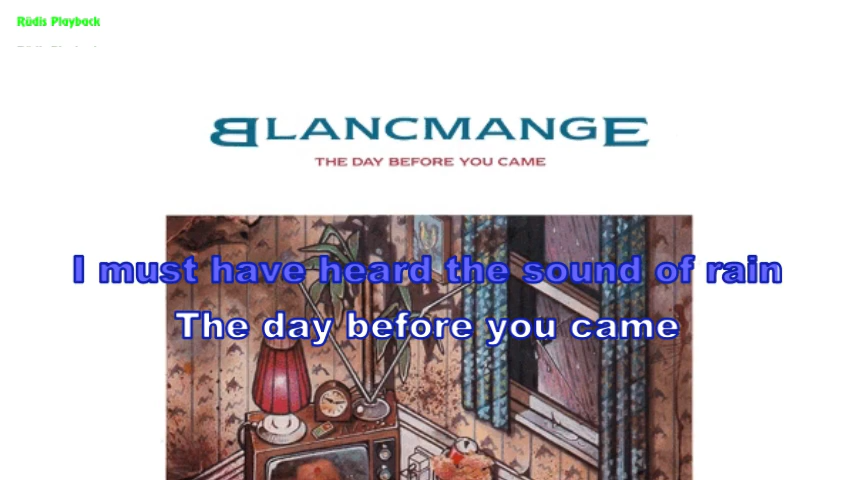 Rüdis Playback
BLANCMANGE
THE DAY BEFORE YOU CAME
I must have heard the sound of rain
The day before you came